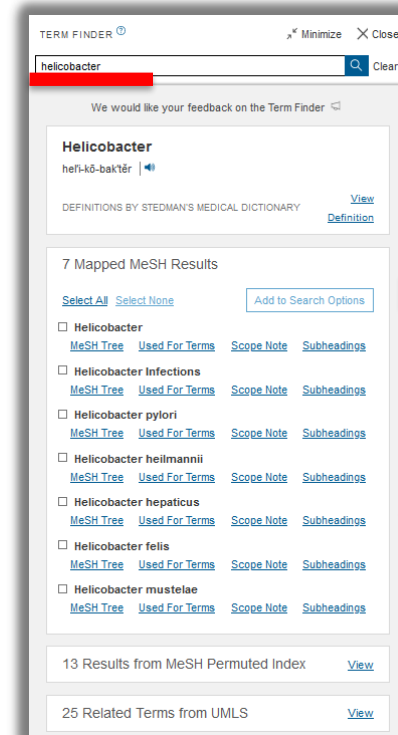 TERM FINDER ? Minimize Close
helicobacter Clear
We would like your feedback on the Term Finder
Helicobacter
hel'i-kō-bak'tĕr
DEFINITIONS BY STEDMAN'S MEDICAL DICTIONARY View
Definition
7 Mapped MeSH Results
Select All Select None Add to Search Options
Helicobacter
MeSH Tree Used For Terms Scope Note Subheadings
Helicobacter Infections
MeSH Tree Used For Terms Scope Note Subheadings
Helicobacter pylori
MeSH Tree Used For Terms Scope Note Subheadings
Helicobacter heilmannii
MeSH Tree Used For Terms Scope Note Subheadings
Helicobacter hepaticus
MeSH Tree Used For Terms Scope Note Subheadings
Helicobacter felis
MeSH Tree Used For Terms Scope Note Subheadings
Helicobacter mustelae
MeSH Tree Used For Terms Scope Note Subheadings
13 Results from MeSH Permuted Index View
25 Related Terms from UMLS View